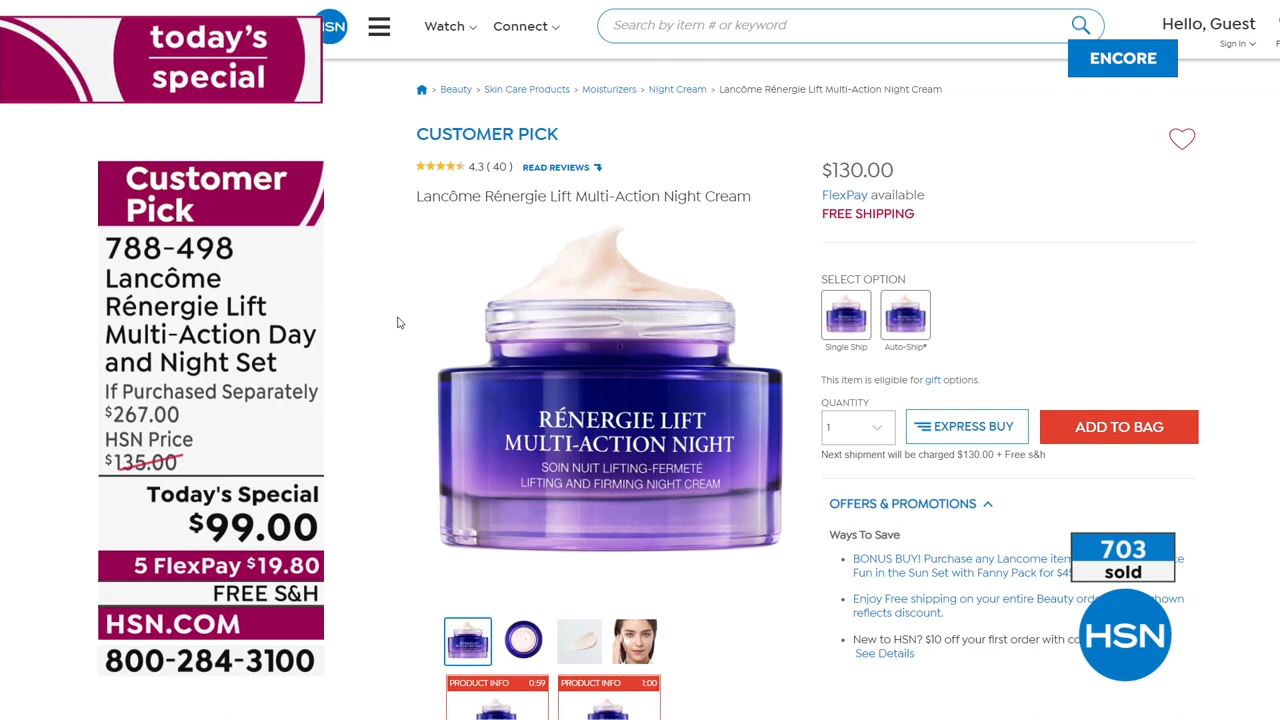 today's
special
HSN
Watch
Connect
Search by item # or keyword
Hello, Guest
Sign In
ENCORE
> Beauty > Skin Care Products > Moisturizers > Night Cream > Lancôme Rénergie Lift Multi-Action Night Cream
Customer
Pick
788-498
Lancôme
Rénergie Lift
Multi-Action Day
and Night Set
If Purchased Separately
$267.00
HSN Price
$135.00
Today's Special
$99.00
5 FlexPay $19.80
FREE S&H
HSN.COM
800-284-3100
CUSTOMER PICK
4.3 ( 40 ) READ REVIEWS
Lancôme Rénergie Lift Multi-Action Night Cream
RÉNERGIE LIFT
MULTI-ACTION NIGHT
SOIN NUIT LIFTING-FERMETÉ
LIFTING AND FIRMING NIGHT CREAM
PRODUCT INFO 0:59
PRODUCT INFO 1:00
$130.00
FlexPay available
FREE SHIPPING
SELECT OPTION
Single Ship
Auto-Ship®
This item is eligible for gift options.
QUANTITY
1
EXPRESS BUY
ADD TO BAG
Next shipment will be charged $130.00 + Free s&h
OFFERS & PROMOTIONS
Ways To Save
BONUS BUY! Purchase any Lancome
Fun in the Sun Set with Fanny Pack for
Enjoy Free shipping on your entire Beauty shown
reflects discount.
New to HSN? $10 off your first order with
See Details
703
sold
HSN